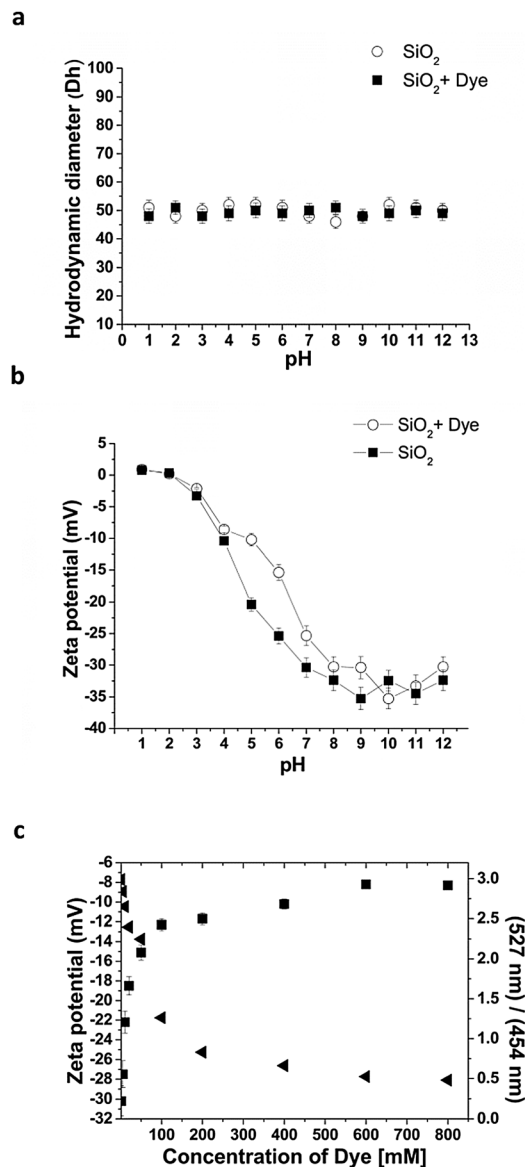 a
SiO2
SiO2+ Dye
Hydrodynamic diameter (Dh)
100
90
80
70
60
50
40
30
20
10
0 1 2 3 4 5 6 7 8 9 10 11 12 13
pH
b
SiO2+ Dye
SiO2
Zeta potential (mV)
5
0
-5
-10
-15
-20
-25
-30
-35
-40
1 2 3 4 5 6 7 8 9 10 11 12
pH
c
Zeta potential (mV)
-6
-8
-10
-12
-14
-16
-18
-20
-22
-24
-26
-28
-30
-32
3.0
2.5
2.0
1.5
1.0
0.5
0.0
(527 nm) / (454 nm)
100 200 300 400 500 600 700 800
Concentration of Dye [mM]